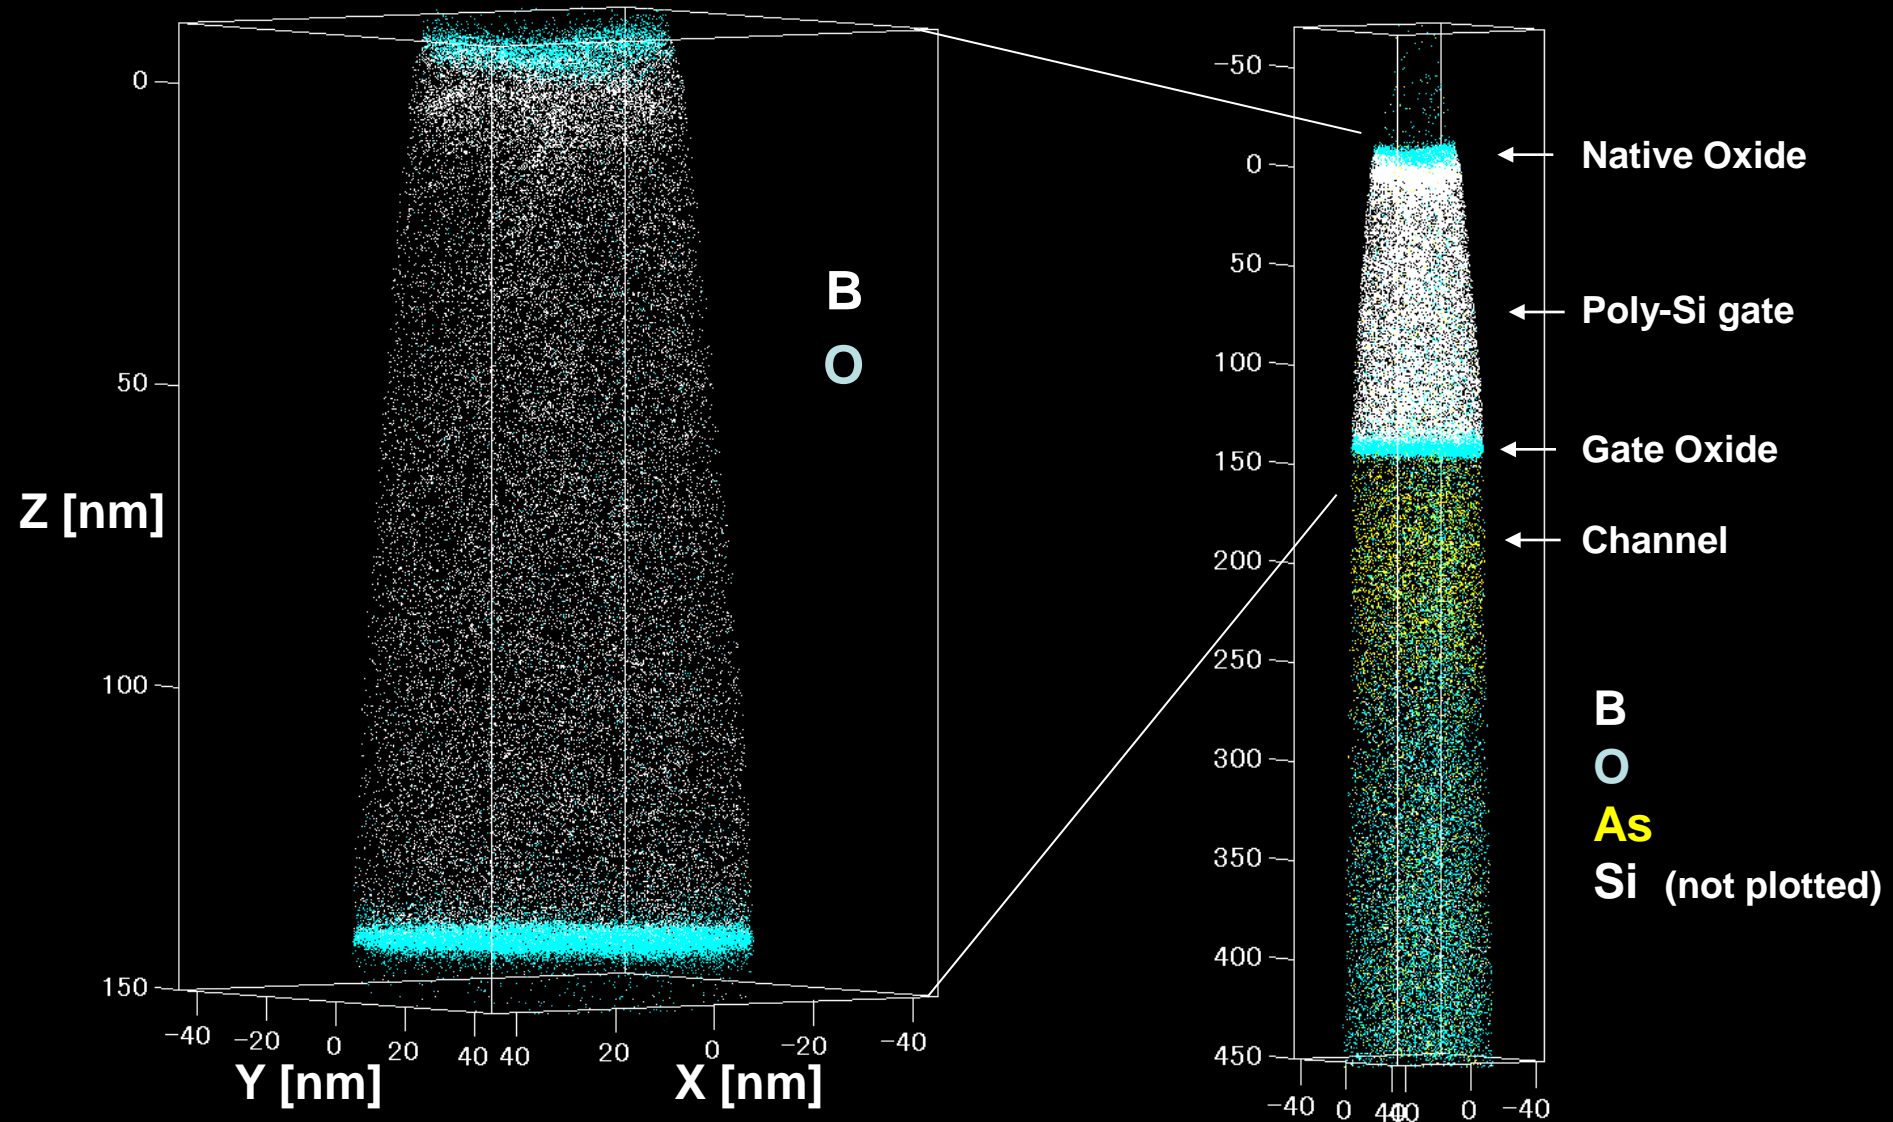 0
50
100
150
Z [nm]
B
O
-40 -20 0 20 40 40 20 0 -20 -40
Y [nm] X [nm]
-50
0
50
100
150
200
250
300
350
400
450
-40 0 40 0 -40
Native Oxide
Poly-Si gate
Gate Oxide
Channel
B
O
As
Si (not plotted)